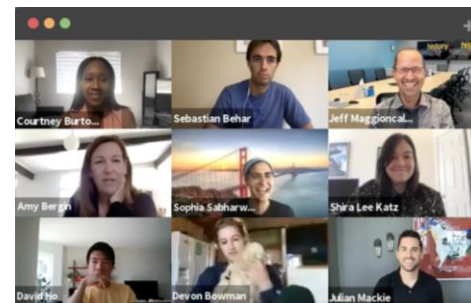 history
Courtney Burto...
Sebastian Behar
Jeff Maggioncal...
Amy Bergin
Sophia Sabharw...
Shira Lee Katz
David Ho
Devon Bowman
Julian Mackie